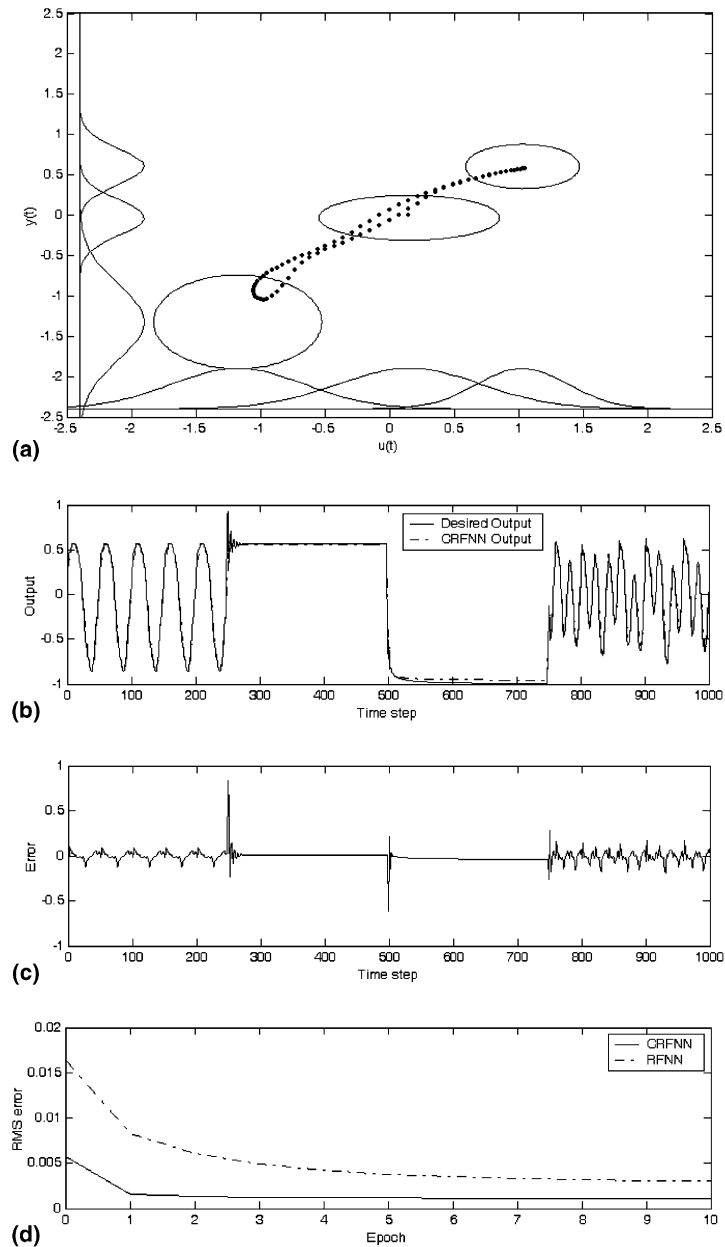 2.5
2
1.5
1
0.5
0
-0.5
-1
-1.5
-2
-2.5
y(t)
-2.5 -2 -1.5 -1 -0.5 0 0.5 1 1.5 2 2.5
u(t)
(a)
1
0.5
0
-0.5
-1
Output
Desired Output
CRFNN Output
0 100 200 300 400 500 600 700 800 900 1000
Time step
(b)
1
0.5
0
-0.5
-1
Error
0 100 200 300 400 500 600 700 800 900 1000
Time step
(c)
0.02
0.015
0.01
0.005
0
RMS error
CRFNN
RFNN
0 1 2 3 4 5 6 7 8 9 10
Epoch
(d)